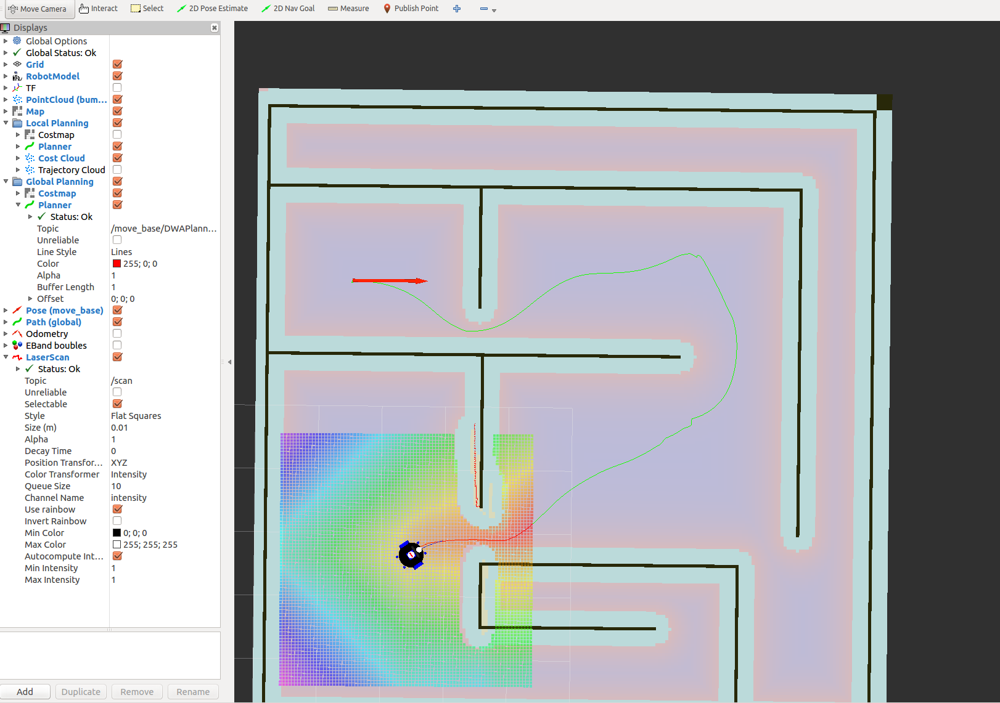 Move Camera Interact Select 2D Pose Estimate 2D Nav Goal Measure Publish Point
Displays
Global Options
Global Status: Ok
Grid
RobotModel
TF
PointCloud (bum...
Map
Local Planning
Costmap
Planner
Cost Cloud
Trajectory Cloud
Global Planning
Costmap
Planner
Status: Ok
Topic /move_base/DWAPlann...
Unreliable
Line Style Lines
Color 255; 0; 0
Alpha 1
Buffer Length 1
Offset 0; 0; 0
Pose (move_base)
Path (global)
Odometry
EBand boubles
LaserScan
Status: Ok
Topic /scan
Unreliable
Selectable
Style Flat Squares
Size (m) 0.01
Alpha 1
Decay Time 0
Position Transfor... XYZ
Color Transformer Intensity
Queue Size 10
Channel Name intensity
Use rainbow
Invert Rainbow
Min Color 0; 0; 0
Max Color 255; 255; 255
Autocompute Int...
Min Intensity 1
Max Intensity 1
Add Duplicate Remove Rename